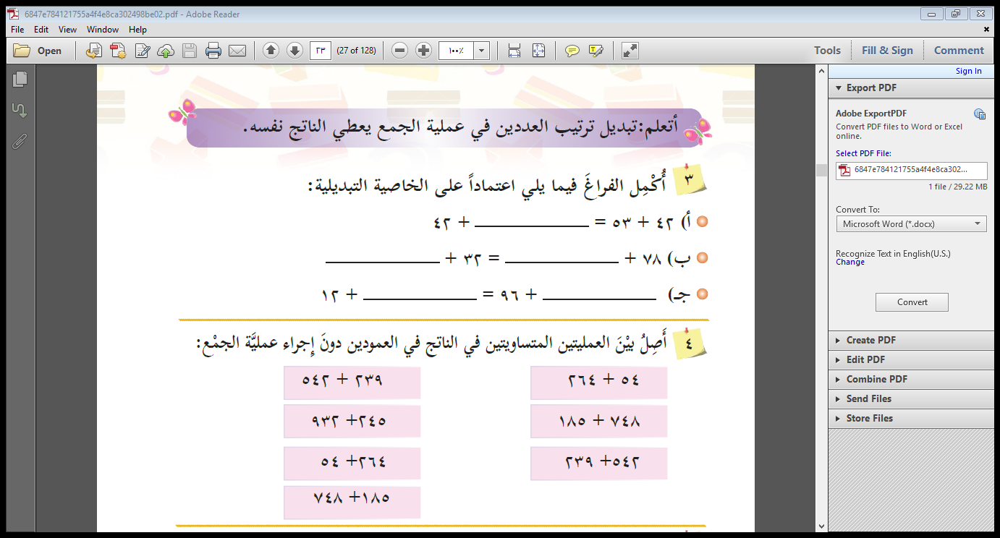 6847e784121755a4f4e8ca302498be02.pdf - Adobe Reader
File Edit View Window Help
Open ٢٣ (27 of 128) ١٠٠٪ Tools Fill & Sign Comment
Sign In
Export PDF
Adobe ExportPDF
Convert PDF files to Word or Excel
online.
Select PDF File:
6847e784121755a4f4e8ca302...
1 file / 29.22 MB
Convert To:
Microsoft Word (*.docx)
Recognize Text in English(U.S.)
Change
Convert
Create PDF
Edit PDF
Combine PDF
Send Files
Store Files
أتعلم:تبديل ترتيب العددين في عملية الجمع يعطي الناتج نفسه.
٣ أُكْمِل الفراغَ فيما يلي اعتماداً على الخاصية التبديلية:
أ) ٤٢ + ٥٣ = ________ + ٤٢
ب) ٧٨ + ________ = ٣٢ + ________
جـ) ________ + ٩٦ = ________ + ١٢
٤ أَصِلُ بيْنَ العمليتين المتساويتين في الناتج في العمودين دونَ إِجراء عمليَّة الجمْع:
٥٤ + ٢٦٤ ٢٣٩ + ٥٤٢
٧٤٨ + ١٨٥ ٢٤٥+ ٩٣٢
٥٤٢+ ٢٣٩ ٢٦٤+ ٥٤
١٨٥+ ٧٤٨